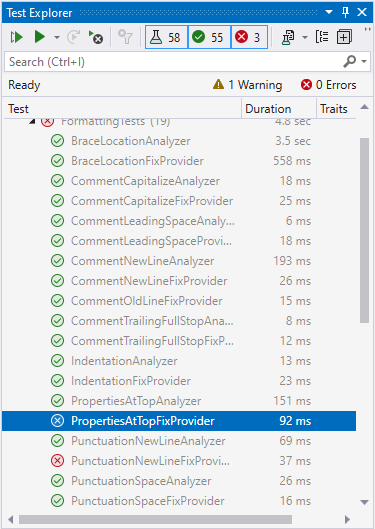 Test Explorer
58 55 3
Search (Ctrl+I)
Ready 1 Warning 0 Errors
Test Duration Traits
FormattingTests (19) 4.8 sec
BraceLocationAnalyzer 3.5 sec
BraceLocationFixProvider 558 ms
CommentCapitalizeAnalyzer 18 ms
CommentCapitalizeFixProvider 25 ms
CommentLeadingSpaceAnaly... 6 ms
CommentLeadingSpaceProvi... 18 ms
CommentNewLineAnalyzer 193 ms
CommentNewLineFixProvider 26 ms
CommentOldLineFixProvider 15 ms
CommentTrailingFullStopAna... 8 ms
CommentTrailingFullStopFixP... 12 ms
IndentationAnalyzer 13 ms
IndentationFixProvider 23 ms
PropertiesAtTopAnalyzer 151 ms
PropertiesAtTopFixProvider 92 ms
PunctuationNewLineAnalyzer 69 ms
PunctuationNewLineFixProvi... 37 ms
PunctuationSpaceAnalyzer 26 ms
PunctuationSpaceFixProvider 16 ms